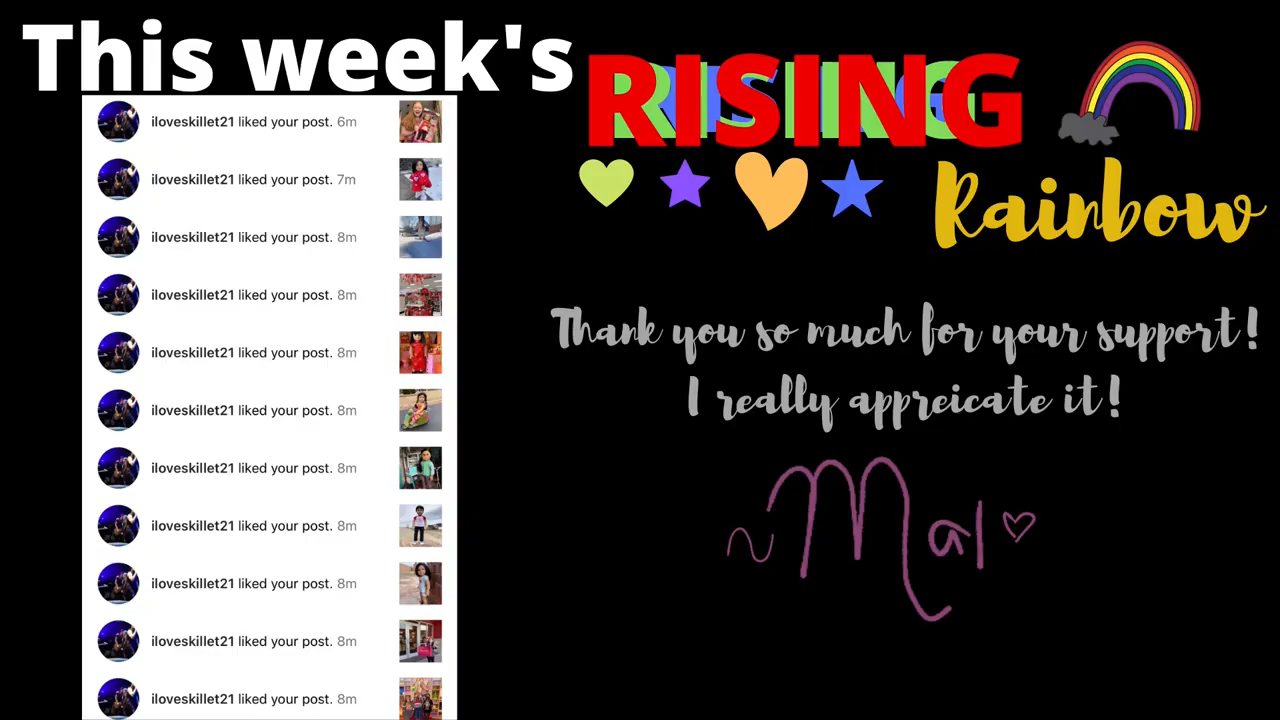 This week's
RISING
Rainbow
iloveskillet21 liked your post. 6m
iloveskillet21 liked your post. 7m
iloveskillet21 liked your post. 8m
iloveskillet21 liked your post. 8m
iloveskillet21 liked your post. 8m
iloveskillet21 liked your post. 8m
iloveskillet21 liked your post. 8m
iloveskillet21 liked your post. 8m
iloveskillet21 liked your post. 8m
iloveskillet21 liked your post. 8m
iloveskillet21 liked your post. 8m
Thank you so much for your support!
I really appreicate it!
~Mal